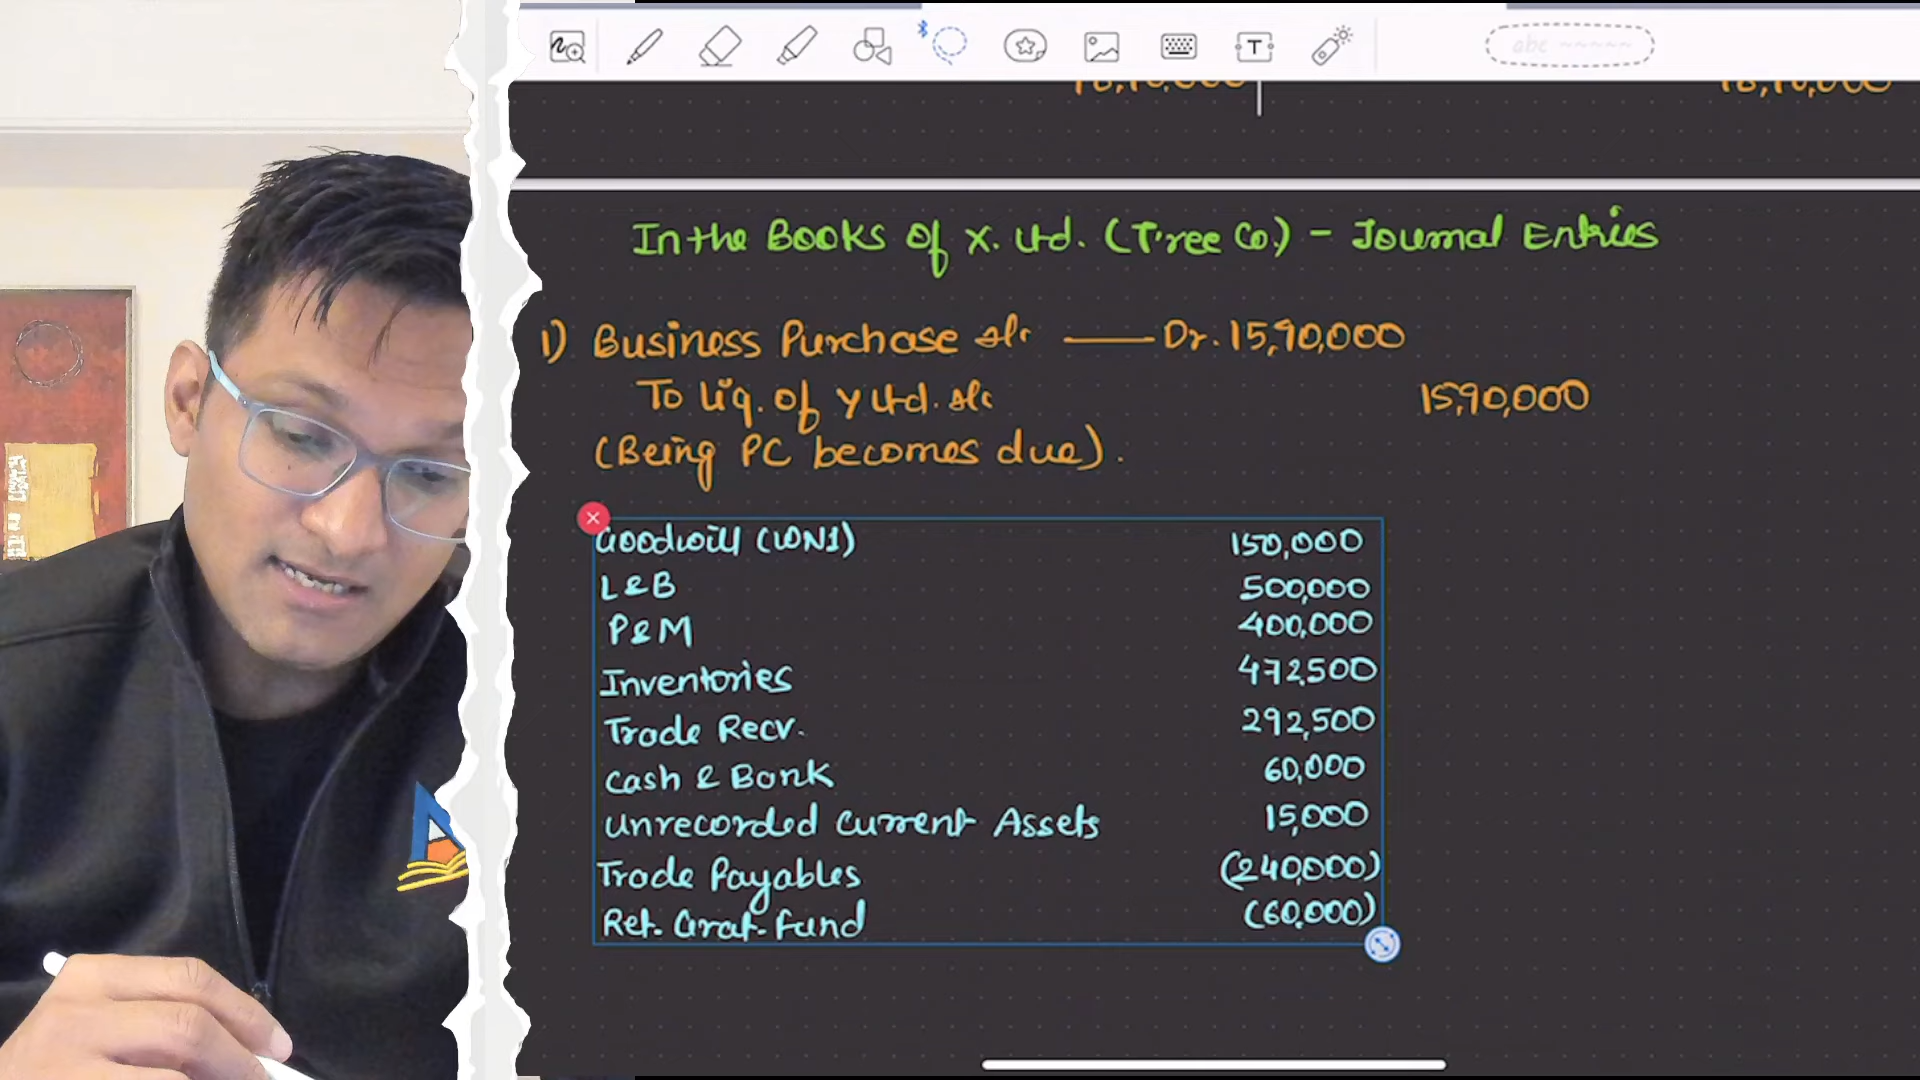 In the Books of X. Ltd. (T'ree Co.) - Journal Entries
1) Business Purchase a/c —— Dr. 15,90,000
To Liq. of Y Ltd. a/c 15,90,000
(Being PC becomes due).
Goodwill (WN1) 150,000
L&B 500,000
P&M 400,000
Inventories 472,500
Trade Recv. 292,500
Cash & Bank 60,000
Unrecorded Current Assets 15,000
Trade Payables (240,000)
Ret. Grat. Fund (60,000)